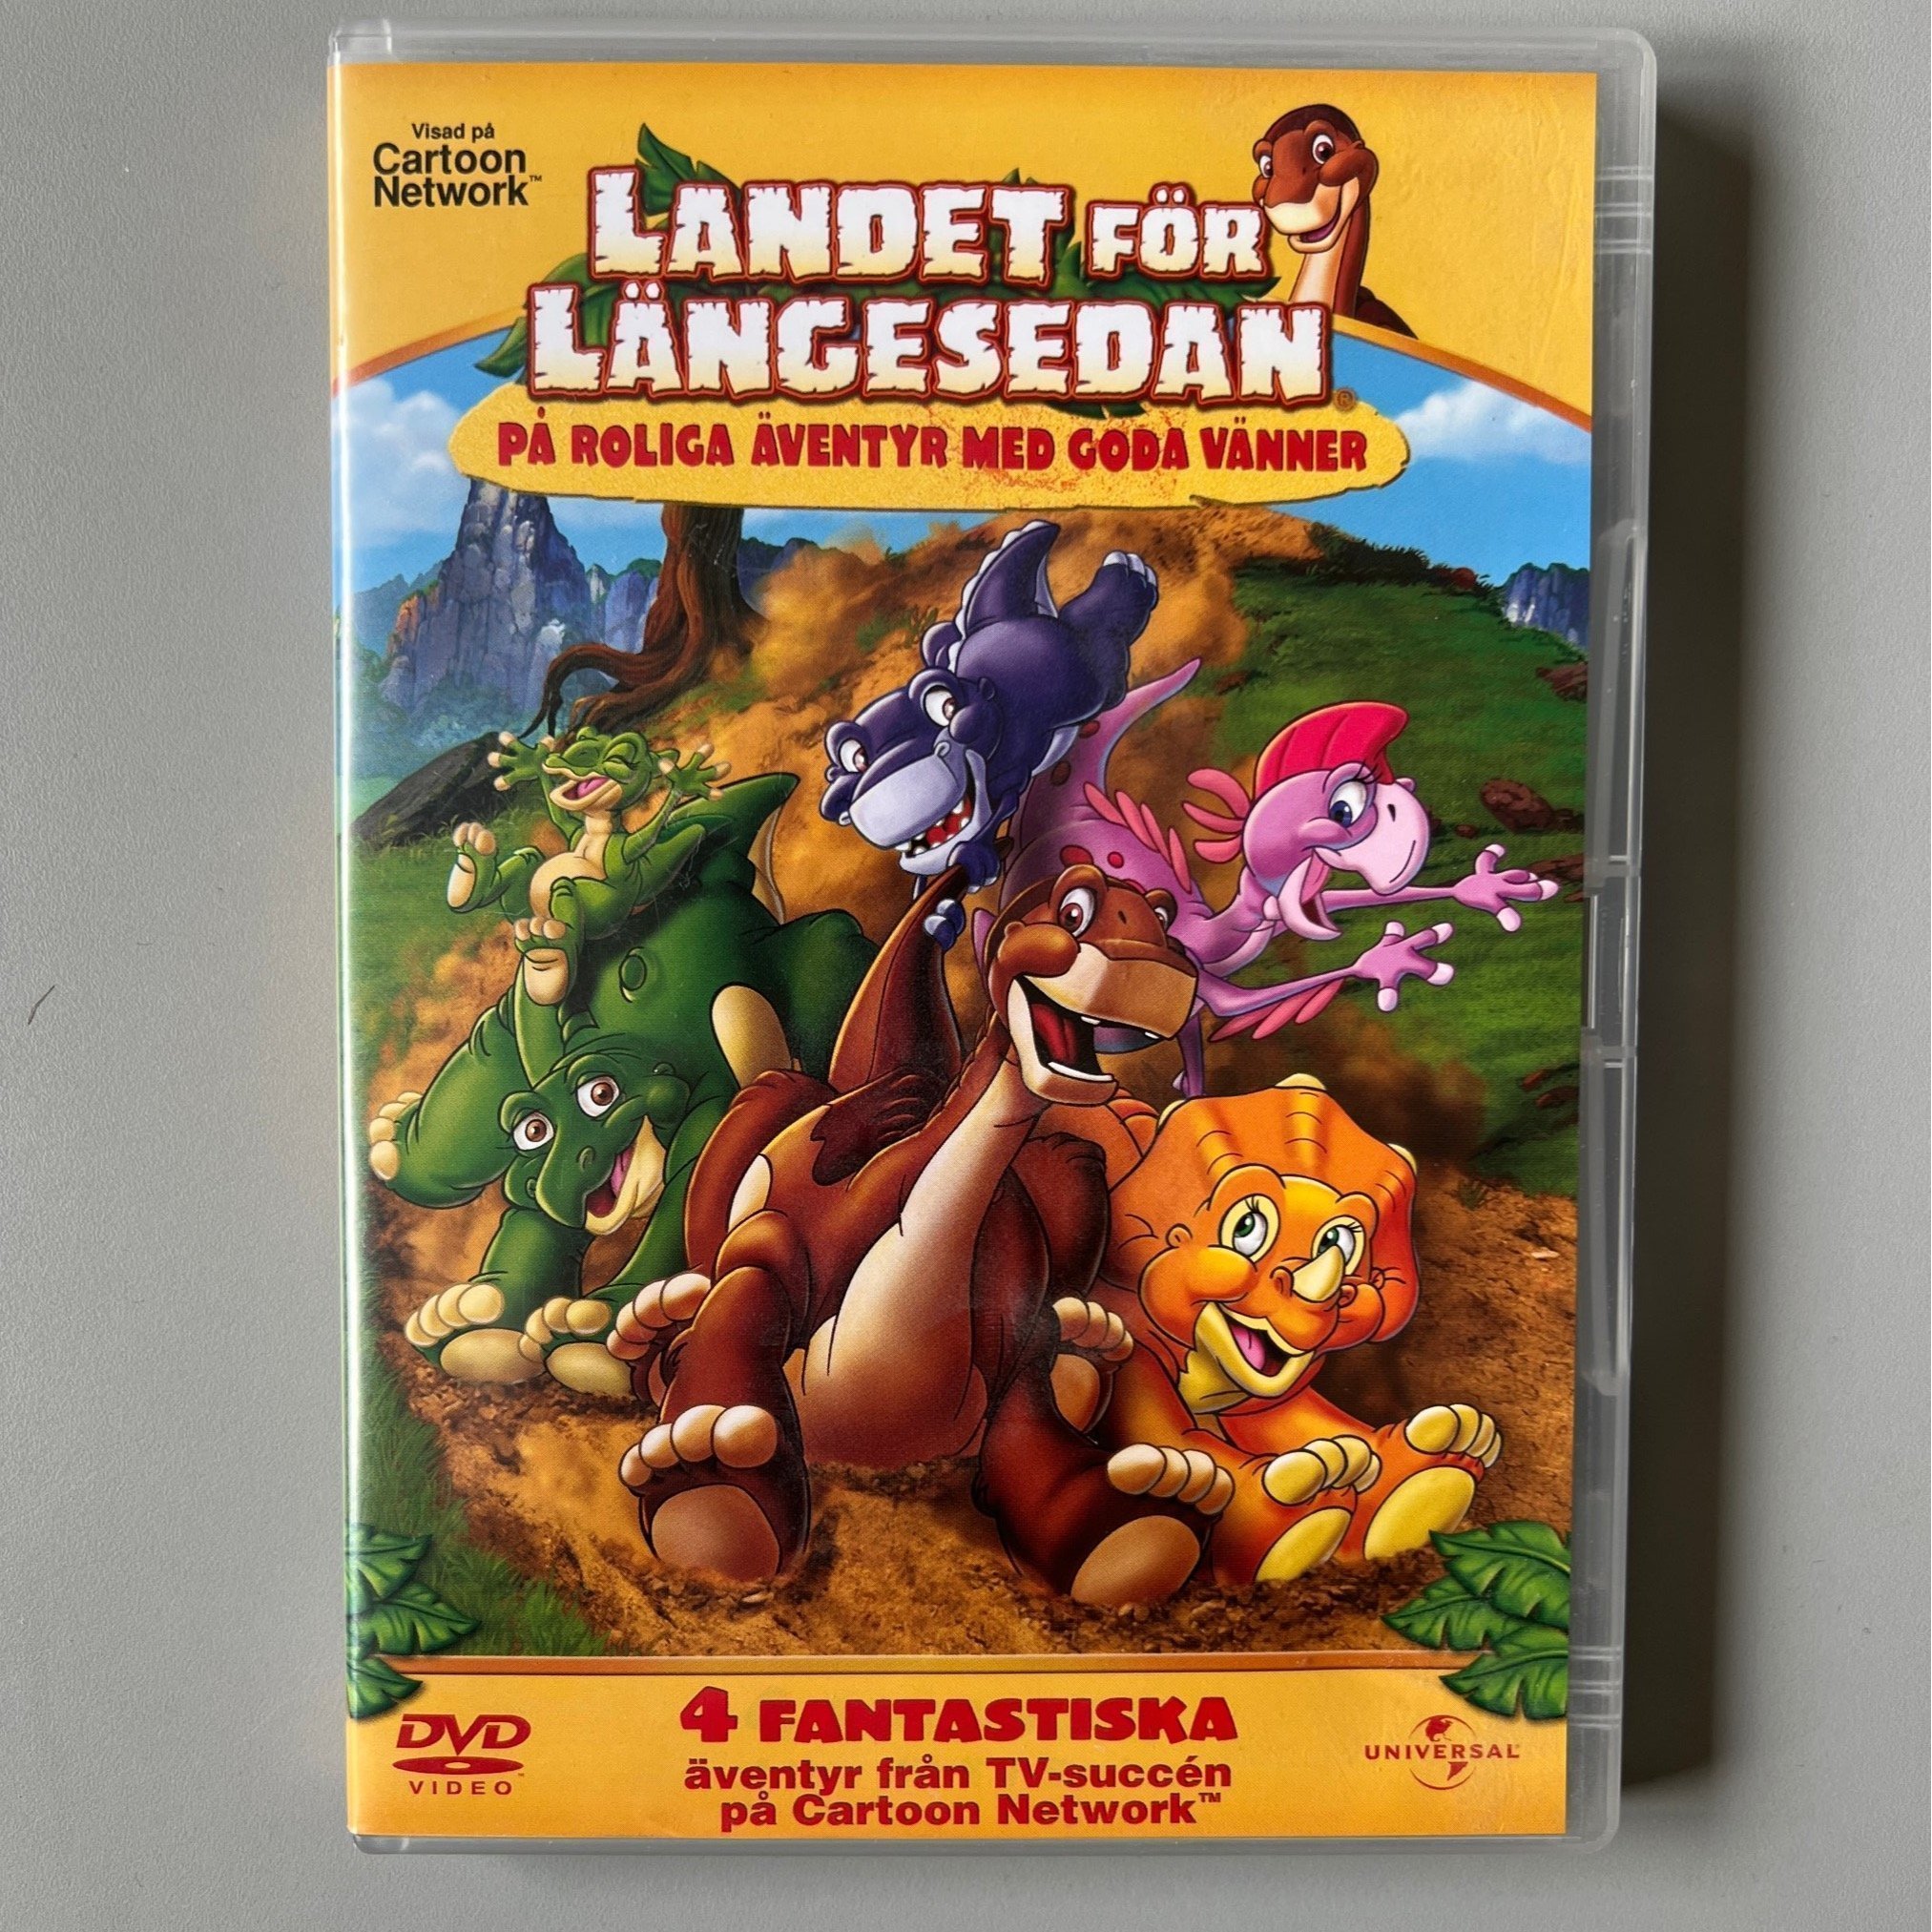 Visad på
Cartoon
Network™
LANDET FÖR
LÄNGESEDAN®
PÅ ROLIGA ÄVENTYR MED GODA VÄNNER
4 FANTASTISKA
äventyr från TV-succén
på Cartoon Network™
DVD
VIDEO™
UNIVERSAL